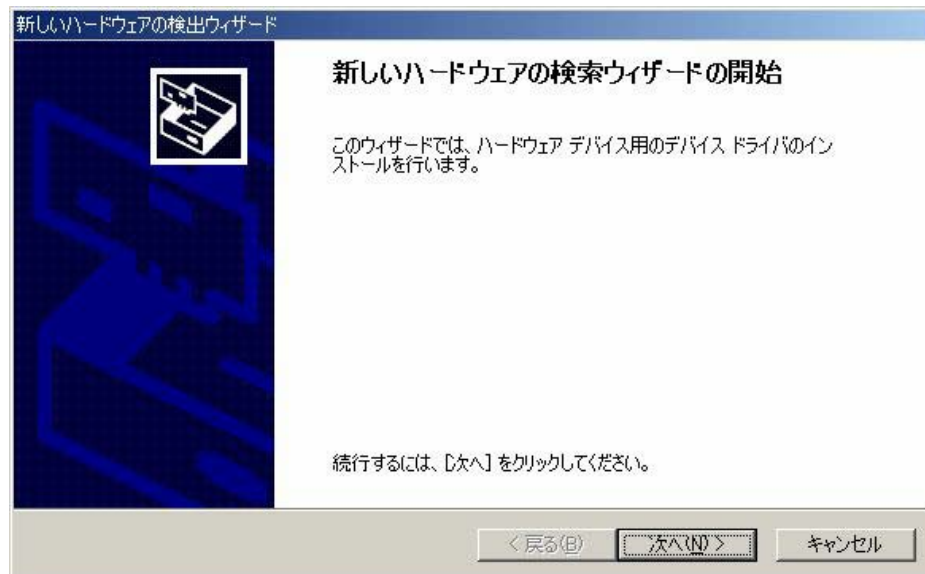 新しいハードウェアの検出ウィザード
新しいハードウェアの検索ウィザードの開始
このウィザードでは、ハードウェア デバイス用のデバイス ドライバのイン
ストールを行います。
続行するには、[次へ] をクリックしてください。
< 戻る(B)
次へ(N) >
キャンセル